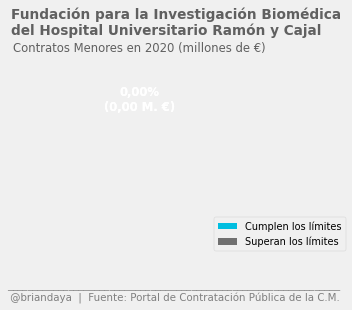 Fundación para la Investigación Biomédica
del Hospital Universitario Ramón y Cajal
Contratos Menores en 2020 (millones de €)
0,00%
(0,00 M. €)
Cumplen los límites
Superan los límites
@briandaya | Fuente: Portal de Contratación Pública de la C.M.